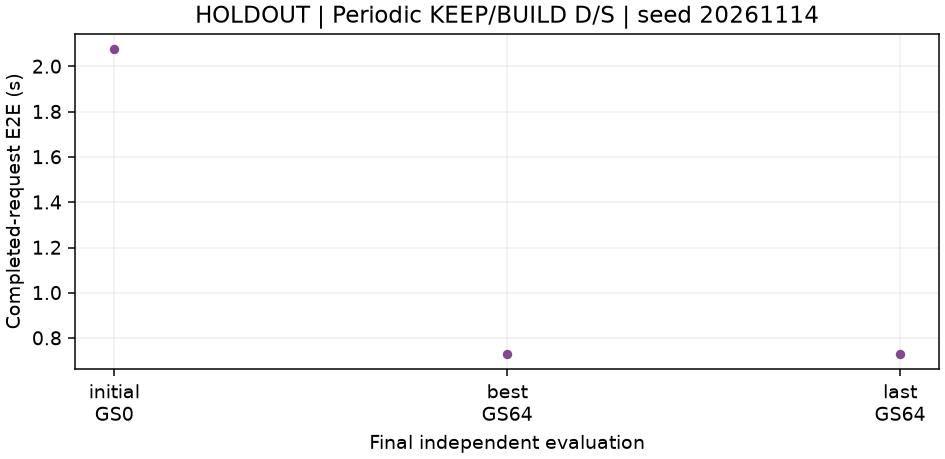 HOLDOUT | Periodic KEEP/BUILD D/S | seed 20261114
Completed-request E2E (s)
2.0
1.8
1.6
1.4
1.2
1.0
0.8
initial
GS0
best
GS64
last
GS64
Final independent evaluation